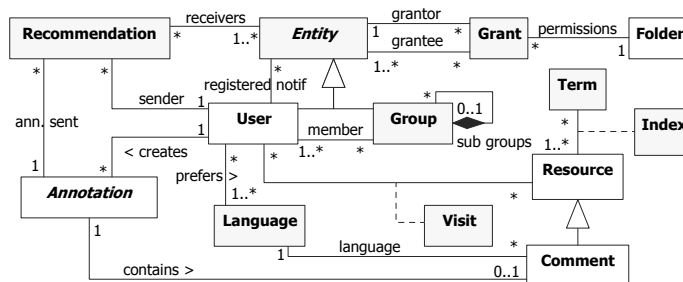 receivers
grantor
Recommendation
*
1..*
Entity
1
*
Grant
permissions
Folder
grantee
*
1
*
*
1..*
*
*
registered notif
Term
sender
1
*
*
0..1
ann. sent
User
member
Group
*
Index
1
1..*
*
sub groups
1..*
< creates
*
*
Resource
1
*
prefers >
Annotation
1..*
*
Language
Visit
1
1
language
*
Comment
contains >
0..1